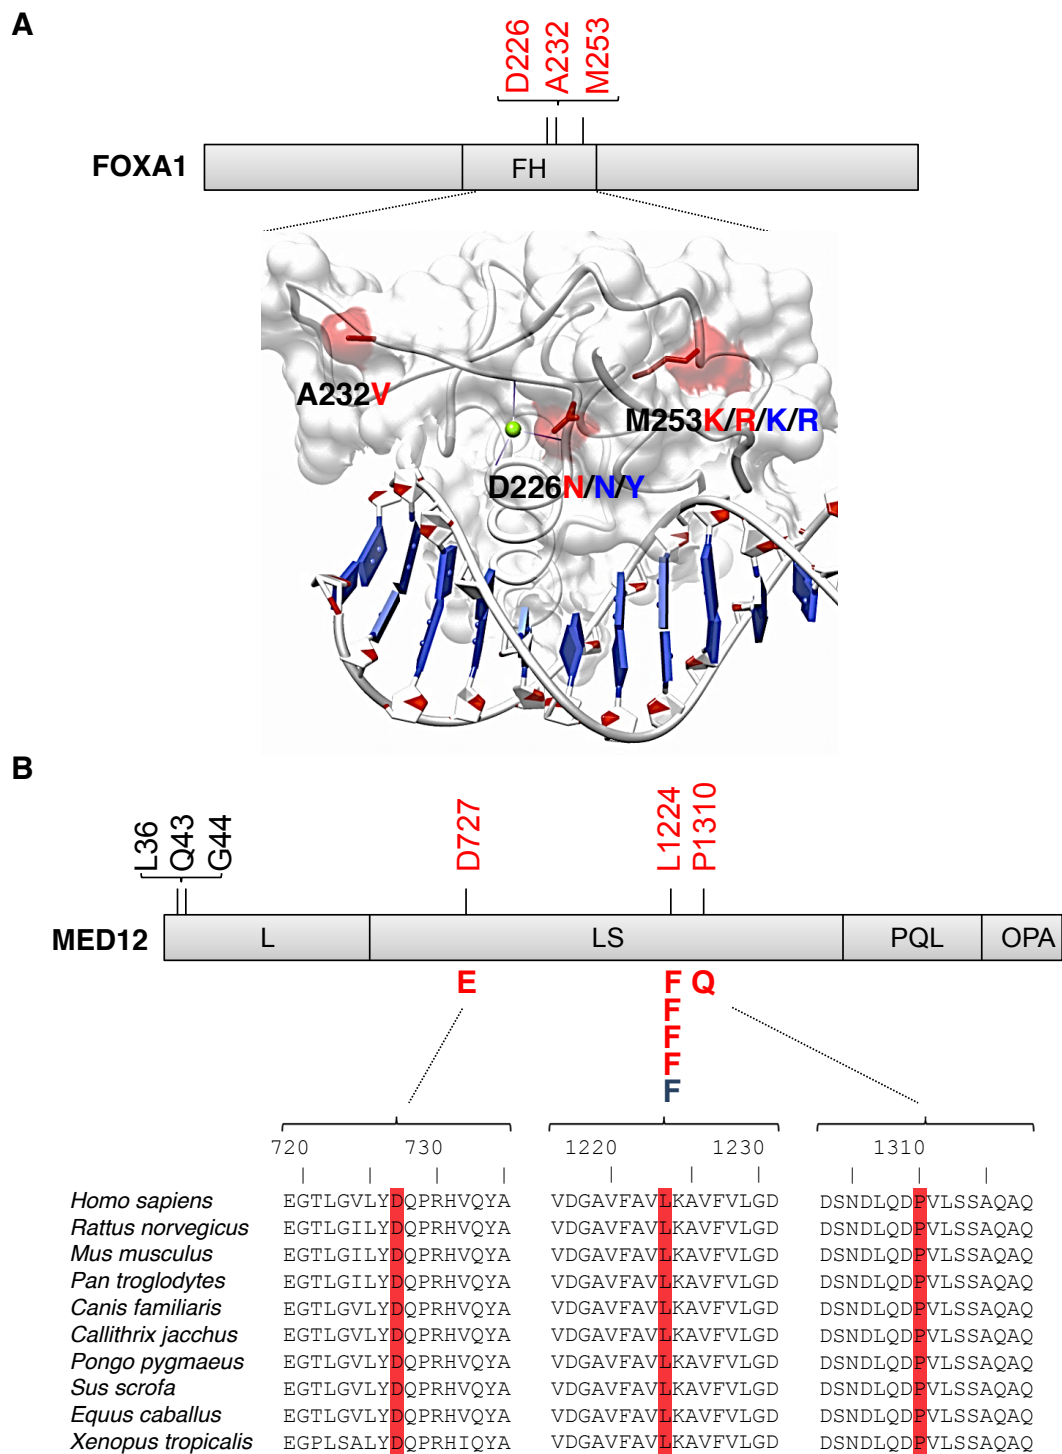 A
D226 A232 M253
FOXA1 FH
A232V
M253K/R/K/R
D226N/N/Y
B
L36 Q43 G44 D727 L1224 P1310
MED12 L LS PQL OPA
E F Q
F
F
F
F
720 730 1220 1230 1310
Homo sapiens EGTLGVLYDQPRHVQYA VDGAVFAVLKAVFVLGD DSNDLQDPVLSSAQAQ
Rattus norvegicus EGTLGILYDQPRHVQYA VDGAVFAVLKAVFVLGD DSNDLQDPVLSSAQAQ
Mus musculus EGTLGILYDQPRHVQYA VDGAVFAVLKAVFVLGD DSNDLQDPVLSSAQAQ
Pan troglodytes EGTLGILYDQPRHVQYA VDGAVFAVLKAVFVLGD DSNDLQDPVLSSAQAQ
Canis familiaris EGTLGVLYDQPRHVQYA VDGAVFAVLKAVFVLGD DSNDLQDPVLSSAQAQ
Callithrix jacchus EGTLGVLYDQPRHVQYA VDGAVFAVLKAVFVLGD DSNDLQDPVLSSAQAQ
Pongo pygmaeus EGTLGVLYDQPRHVQYA VDGAVFAVLKAVFVLGD DSNDLQDPVLSSAQAQ
Sus scrofa EGTLGVLYDQPRHVQYA VDGAVFAVLKAVFVLGD DSNDLQDPVLSSAQAQ
Equus caballus EGTLGVLYDQPRHVQYA VDGAVFAVLKAVFVLGD DSNDLQDPVLSSAQAQ
Xenopus tropicalis EGPLSALYDQPRHIQYA VDGAVFAVLKAVFVLGD DSNDLQDPVLSSAQAQ